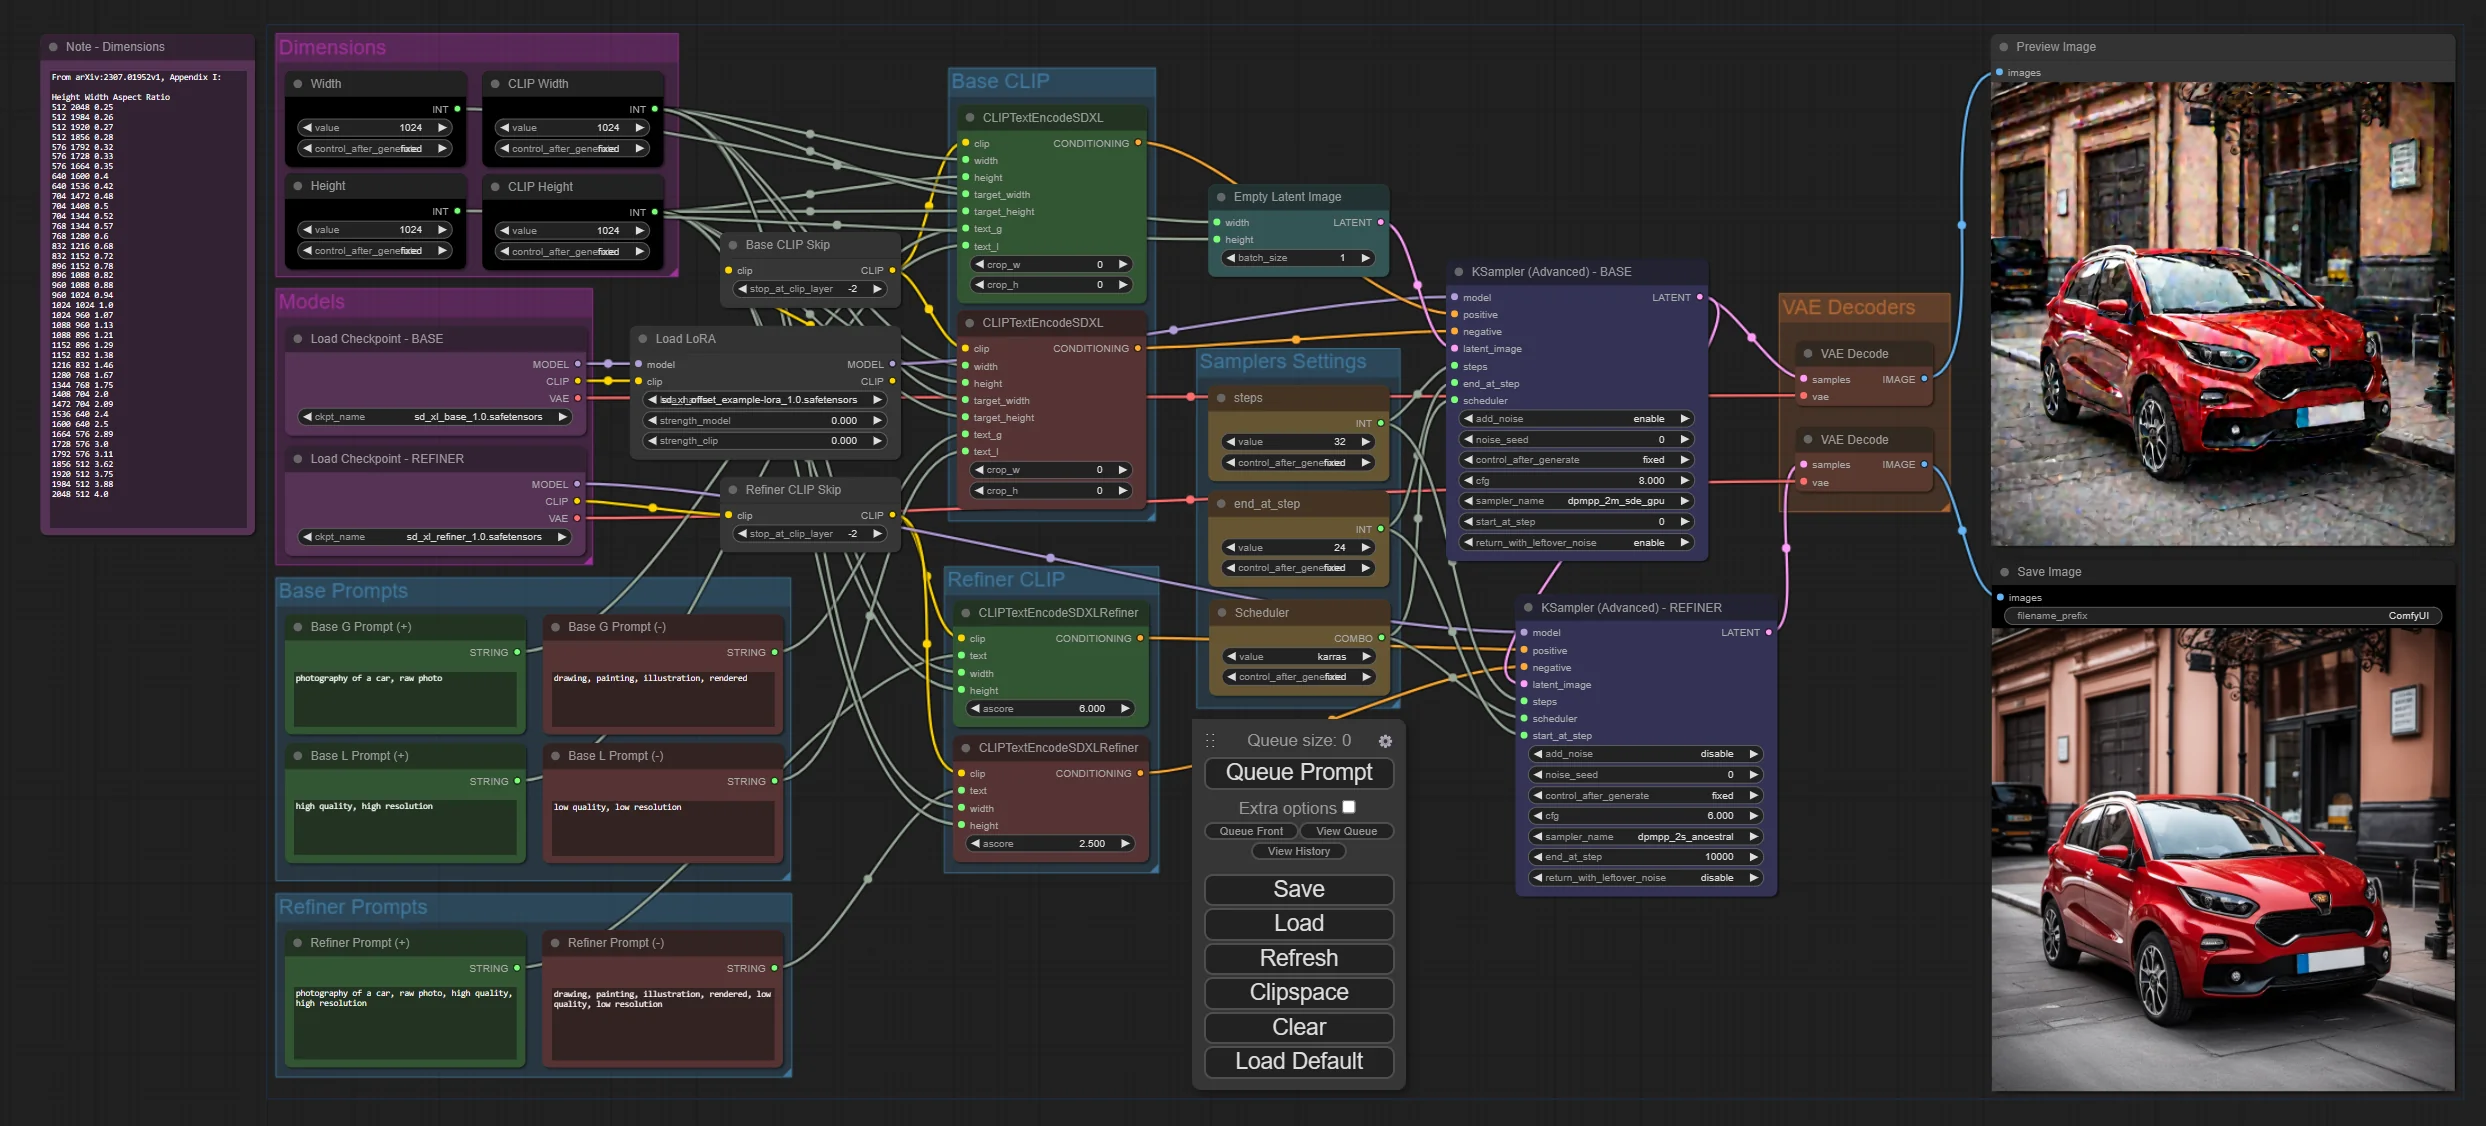 Note - Dimensions
From arXiv:2307.01952v1, Appendix I:
Height Width Aspect Ratio
512 2048 0.25
512 1984 0.26
512 1920 0.27
512 1856 0.28
576 1792 0.32
576 1728 0.33
576 1664 0.35
640 1600 0.4
640 1536 0.42
704 1472 0.48
704 1408 0.5
704 1344 0.52
768 1344 0.57
768 1280 0.6
832 1216 0.68
832 1152 0.72
896 1152 0.78
896 1088 0.82
960 1088 0.88
960 1024 0.94
1024 1024 1.0
1024 960 1.07
1088 960 1.13
1088 896 1.21
1152 896 1.29
1152 832 1.38
1216 832 1.46
1280 768 1.67
1344 768 1.75
1408 704 2.0
1472 704 2.09
1536 640 2.4
1600 640 2.5
1664 576 2.89
1728 576 3.0
1792 576 3.11
1856 512 3.62
1920 512 3.75
1984 512 3.88
2048 512 4.0
Dimensions
Width
INT
value 1024
fixed
CLIP Width
INT
value 1024
fixed
Height
INT
value 1024
fixed
CLIP Height
INT
value 1024
fixed
Models
Load Checkpoint - BASE
MODEL
CLIP
VAE
ckpt_name sd_xl_base_1.0.safetensors
Load Checkpoint - REFINER
MODEL
CLIP
VAE
ckpt_name sd_xl_refiner_1.0.safetensors
Base CLIP Skip
clip CLIP
stop_at_clip_layer -2
Load LoRA
model MODEL
clip CLIP
sd_xl_offset_example-lora_1.0.safetensors
strength_model 0.000
strength_clip 0.000
Refiner CLIP Skip
clip CLIP
stop_at_clip_layer -2
Base Prompts
Base G Prompt (+)
STRING
photography of a car, raw photo
Base G Prompt (-)
STRING
drawing, painting, illustration, rendered
Base L Prompt (+)
STRING
high quality, high resolution
Base L Prompt (-)
STRING
low quality, low resolution
Refiner Prompts
Refiner Prompt (+)
STRING
photography of a car, raw photo, high quality,
high resolution
Refiner Prompt (-)
STRING
drawing, painting, illustration, rendered, low
quality, low resolution
Base CLIP
CLIPTextEncodeSDXL
clip CONDITIONING
width
height
target_width
target_height
text_g
text_l
crop_w 0
crop_h 0
CLIPTextEncodeSDXL
clip CONDITIONING
width
height
target_width
target_height
text_g
text_l
crop_w 0
crop_h 0
Refiner CLIP
CLIPTextEncodeSDXLRefiner
clip CONDITIONING
text
width
height
ascore 6.000
CLIPTextEncodeSDXLRefiner
clip CONDITIONING
text
width
height
ascore 2.500
Empty Latent Image
width LATENT
height
batch_size 1
Samplers Settings
steps
INT
value 32
fixed
end_at_step
INT
value 24
fixed
Scheduler
COMBO
value karras
fixed
Queue size: 0
Queue Prompt
Extra options
Queue Front View Queue
View History
Save
Load
Refresh
Clipspace
Clear
Load Default
KSampler (Advanced) - BASE
model LATENT
positive
negative
latent_image
steps
end_at_step
scheduler
add_noise enable
noise_seed 0
control_after_generate fixed
cfg 8.000
sampler_name dpmpp_2m_sde_gpu
start_at_step 0
return_with_leftover_noise enable
KSampler (Advanced) - REFINER
model LATENT
positive
negative
latent_image
steps
scheduler
start_at_step
add_noise disable
noise_seed 0
control_after_generate fixed
cfg 6.000
sampler_name dpmpp_2s_ancestral
end_at_step 10000
return_with_leftover_noise disable
VAE Decoders
VAE Decode
samples IMAGE
vae
VAE Decode
samples IMAGE
vae
Preview Image
images
Save Image
images
filename_prefix ComfyUI